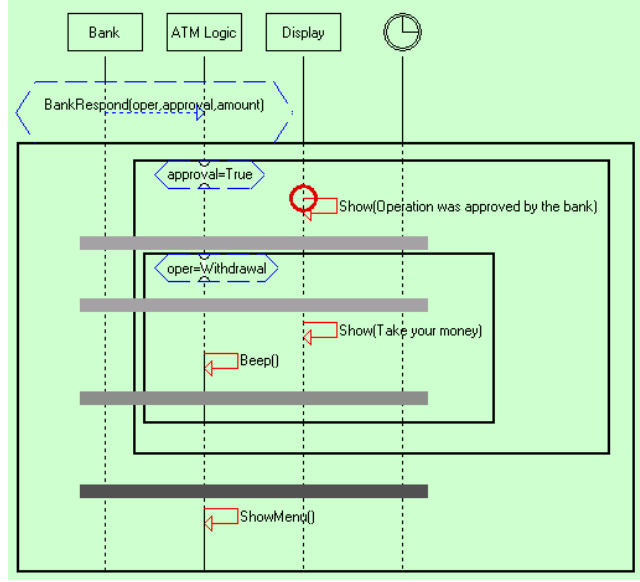 Bank
ATM Logic
Display
BankRespond(oper,approval,amount)
approval=True
Show(Operation was approved by the bank)
oper=Withdrawal
Show(Take your money)
Beep()
ShowMenu()